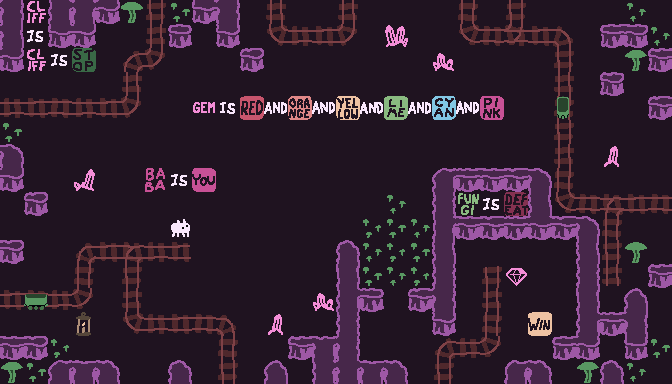 CLIFF
IS
CLIFF IS STOP
GEM IS RED AND ORANGE AND YELLOW AND LIME AND CYAN AND PINK
BABA IS YOU
FUNGI IS DEFEAT
WIN